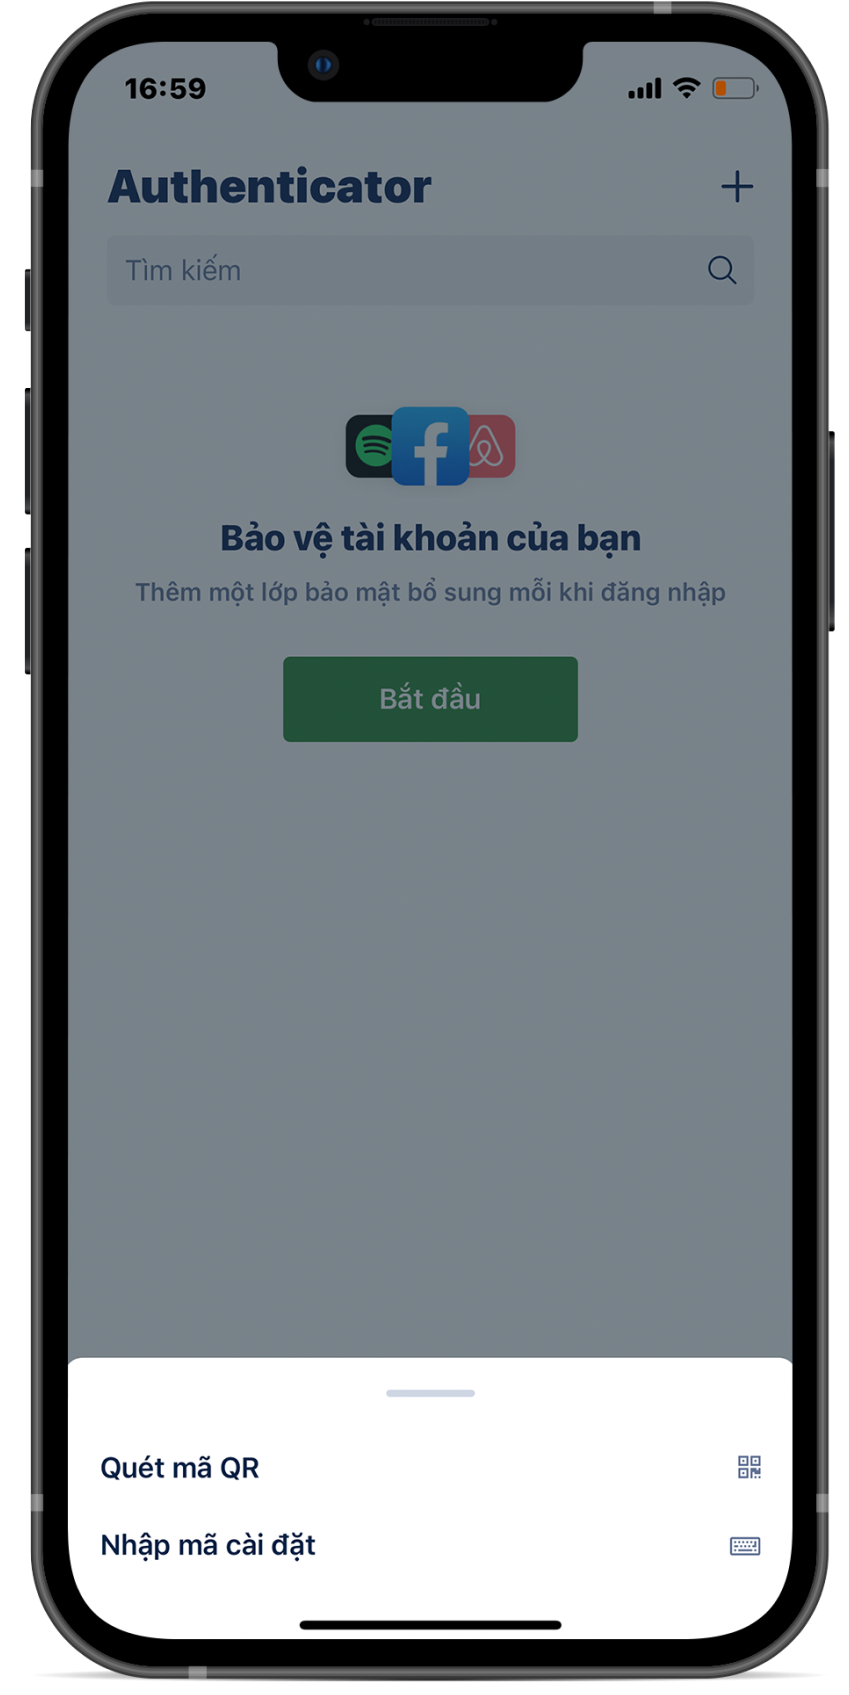 16:59
Authenticator
Tìm kiếm
Bảo vệ tài khoản của bạn
Thêm một lớp bảo mật bổ sung mỗi khi đăng nhập
Bắt đầu
Quét mã QR
Nhập mã cài đặt